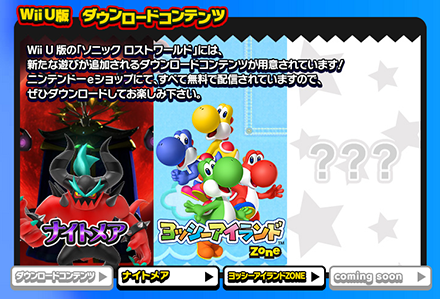 Wii U版 ダウンロードコンテンツ
Wii U 版の「ソニック ロストワールド」には、
新たな遊びが追加されるダウンロードコンテンツが用意されています!
ニンテンドーeショップにて、すべて無料で配信されていますので、
ぜひダウンロードしてお楽しみ下さい。
???
ナイトメア
ヨッシーアイランド
Zone
TM
ダウンロードコンテンツ
ナイトメア
ヨッシーアイランドZONE
coming soon